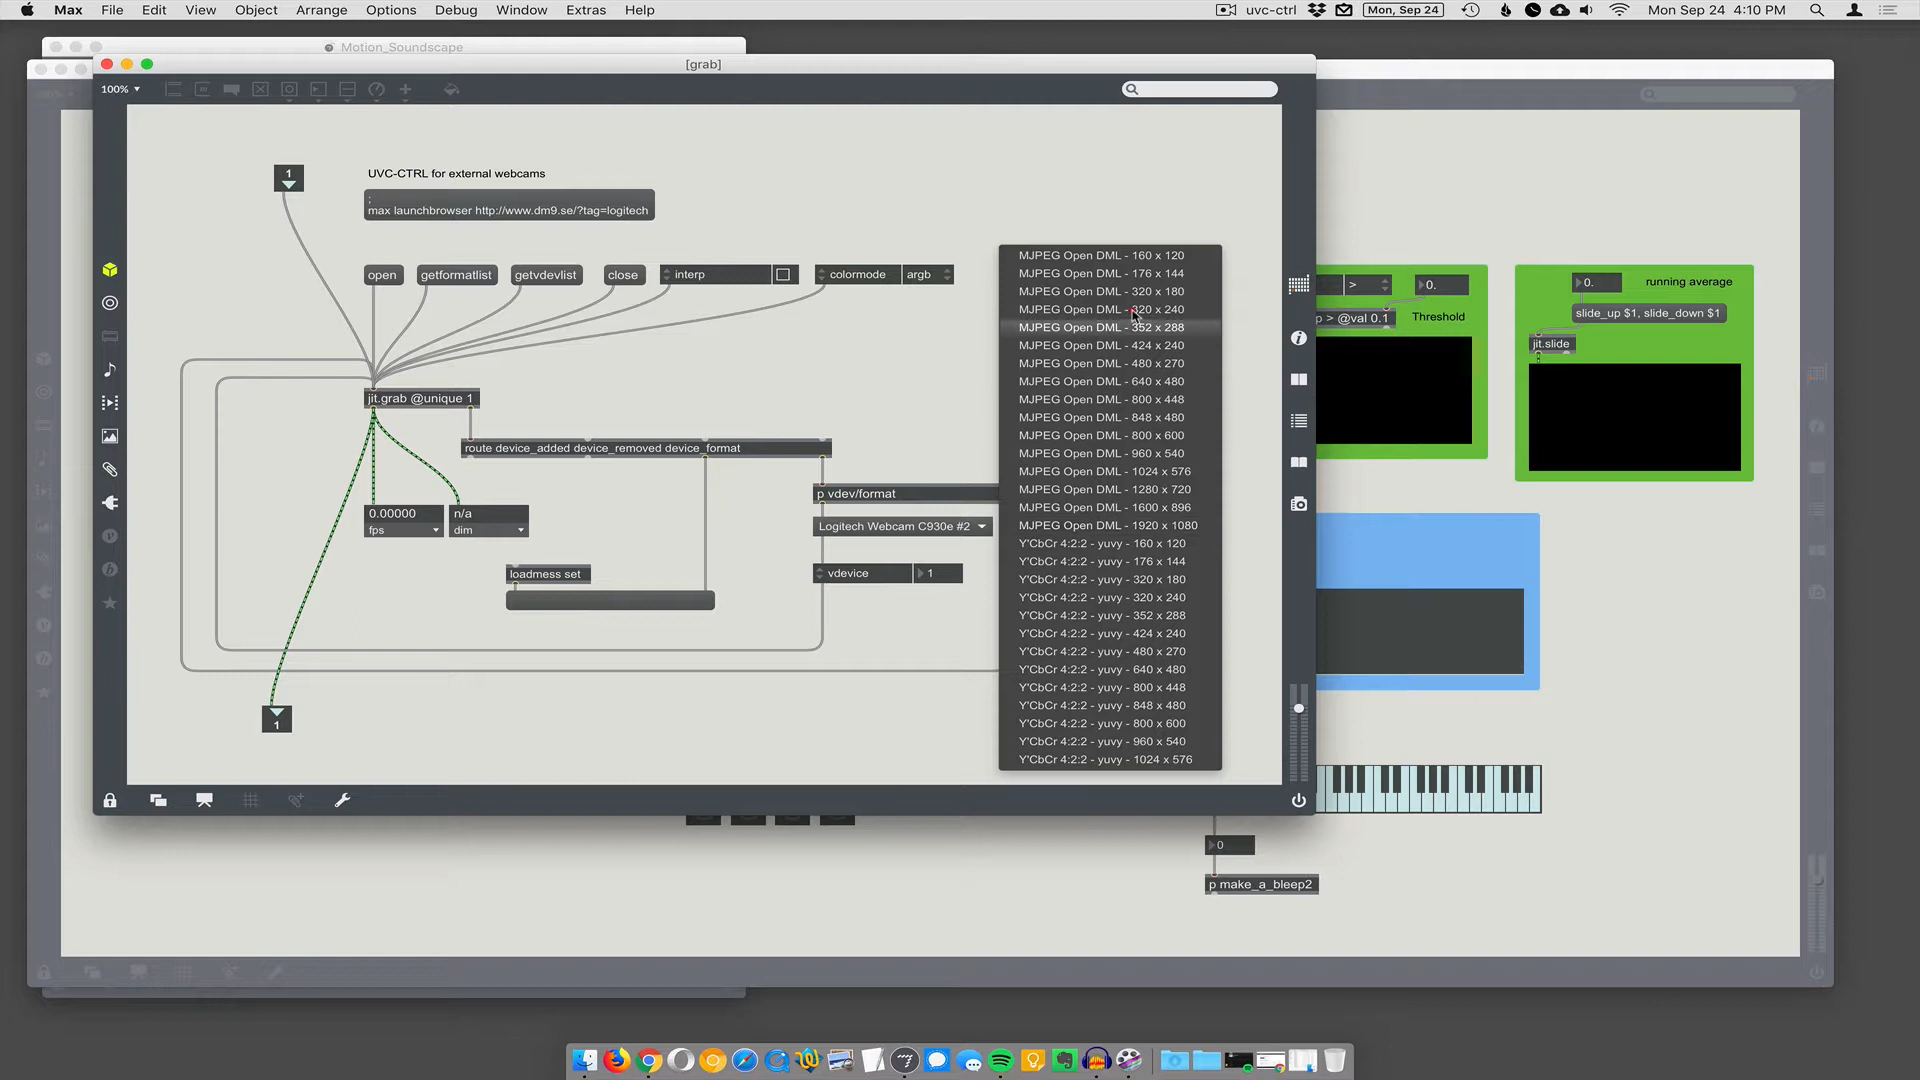 Max File Edit View Object Arrange Options Debug Window Extras Help
uvc-ctrl Mon, Sep 24 Mon Sep 24 4:10 PM
Motion_Soundscape
[grab]
100%
1
UVC-CTRL for external webcams
;
max launchbrowser http://www.dm9.se/?tag=logitech
open getformatlist getvdevlist close interp colormode argb
jit.grab @unique 1
route device_added device_removed device_format
p vdev/format
0.00000 n/a
fps dim
Logitech Webcam C930e #2
loadmess set
vdevice 1
1
MJPEG Open DML - 160 x 120
MJPEG Open DML - 176 x 144
MJPEG Open DML - 320 x 180
MJPEG Open DML - 320 x 240
MJPEG Open DML - 352 x 288
MJPEG Open DML - 424 x 240
MJPEG Open DML - 480 x 270
MJPEG Open DML - 640 x 480
MJPEG Open DML - 800 x 448
MJPEG Open DML - 848 x 480
MJPEG Open DML - 800 x 600
MJPEG Open DML - 960 x 540
MJPEG Open DML - 1024 x 576
MJPEG Open DML - 1280 x 720
MJPEG Open DML - 1600 x 896
MJPEG Open DML - 1920 x 1080
Y'CbCr 4:2:2 - yuvy - 160 x 120
Y'CbCr 4:2:2 - yuvy - 176 x 144
Y'CbCr 4:2:2 - yuvy - 320 x 180
Y'CbCr 4:2:2 - yuvy - 320 x 240
Y'CbCr 4:2:2 - yuvy - 352 x 288
Y'CbCr 4:2:2 - yuvy - 424 x 240
Y'CbCr 4:2:2 - yuvy - 480 x 270
Y'CbCr 4:2:2 - yuvy - 640 x 480
Y'CbCr 4:2:2 - yuvy - 800 x 448
Y'CbCr 4:2:2 - yuvy - 848 x 480
Y'CbCr 4:2:2 - yuvy - 800 x 600
Y'CbCr 4:2:2 - yuvy - 960 x 540
Y'CbCr 4:2:2 - yuvy - 1024 x 576
> 0.
p > @val 0.1 Threshold
0. running average
slide_up $1, slide_down $1
jit.slide
0
p make_a_bleep2